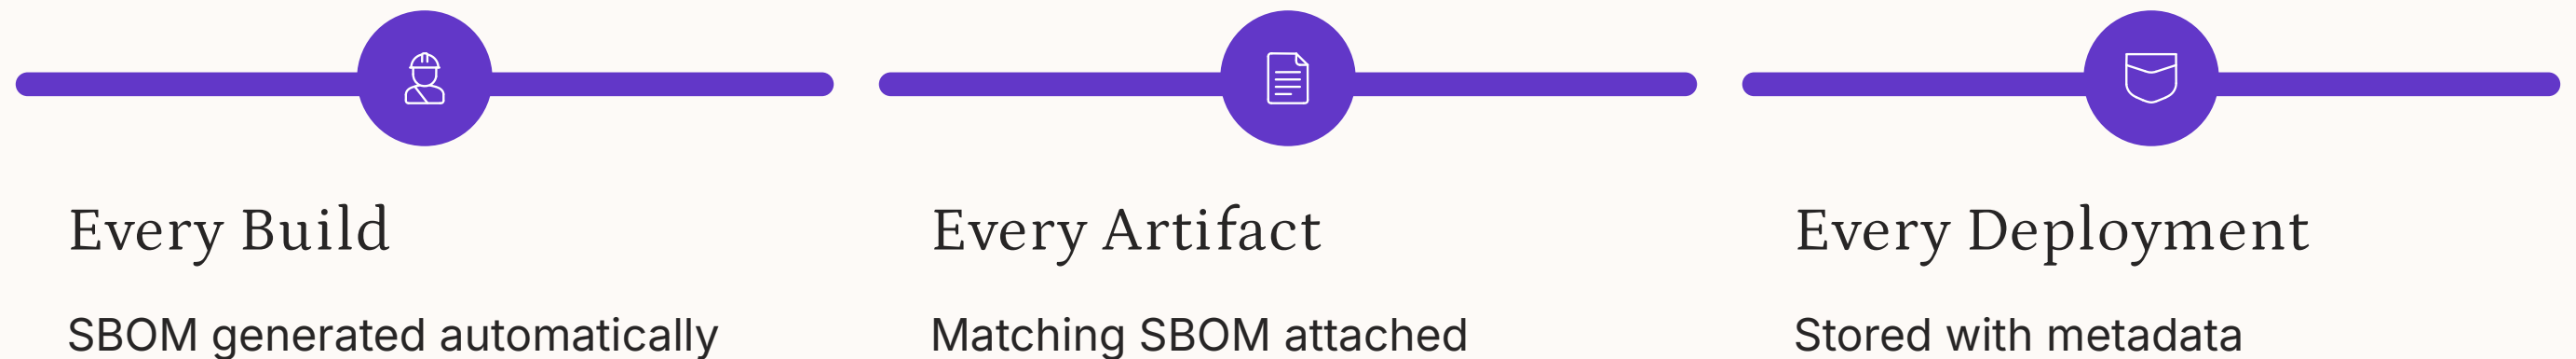 Every Build
SBOM generated automatically
Every Artifact
Matching SBOM attached
Every Deployment
Stored with metadata